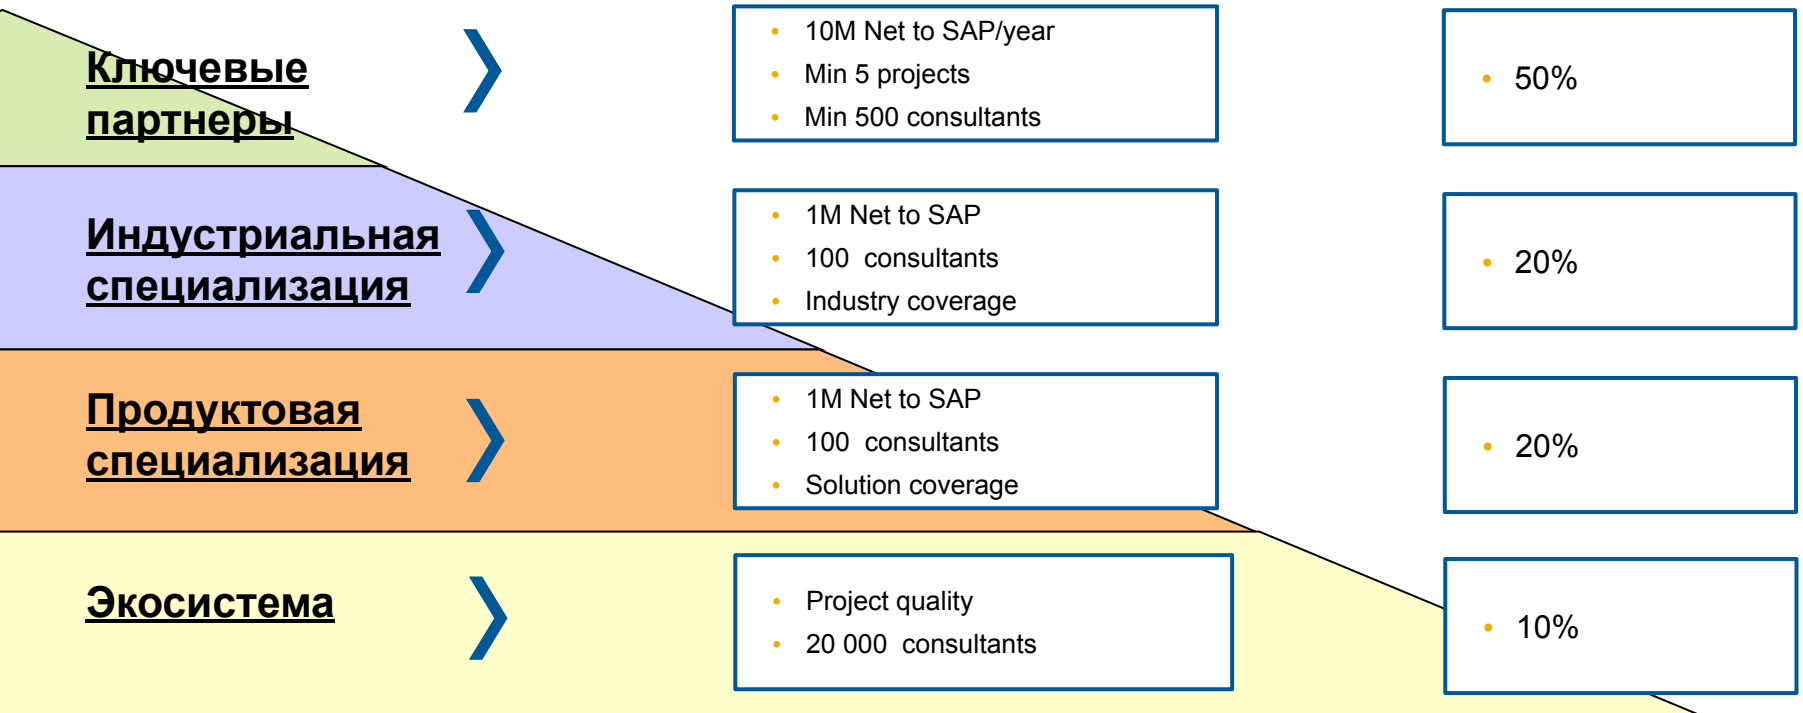 Ключевые
партнеры
• 10M Net to SAP/year
• Min 5 projects
• Min 500 consultants
• 50%
Индустриальная
специализация
• 1M Net to SAP
• 100 consultants
• Industry coverage
• 20%
Продуктовая
специализация
• 1M Net to SAP
• 100 consultants
• Solution coverage
• 20%
Экосистема
• Project quality
• 20 000 consultants
• 10%